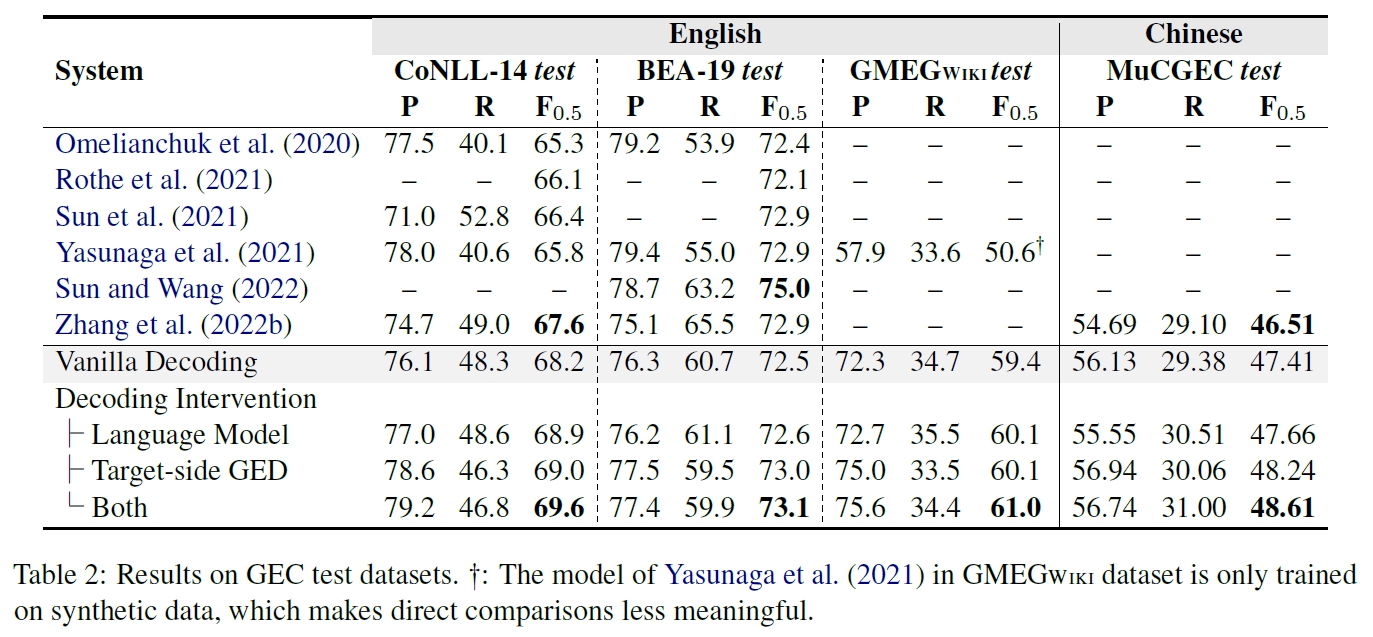 English Chinese
System CoNLL-14 test BEA-19 test GMEGWIKI test MuCGEC test
P R F0.5 P R F0.5 P R F0.5 P R F0.5
Omelianchuk et al. (2020) 77.5 40.1 65.3 79.2 53.9 72.4 – – – – – –
Rothe et al. (2021) – – 66.1 – – 72.1 – – – – – –
Sun et al. (2021) 71.0 52.8 66.4 – – 72.9 – – – – – –
Yasunaga et al. (2021) 78.0 40.6 65.8 79.4 55.0 72.9 57.9 33.6 50.6† – – –
Sun and Wang (2022) – – – 78.7 63.2 75.0 – – – – – –
Zhang et al. (2022b) 74.7 49.0 67.6 75.1 65.5 72.9 – – – 54.69 29.10 46.51
Vanilla Decoding 76.1 48.3 68.2 76.3 60.7 72.5 72.3 34.7 59.4 56.13 29.38 47.41
Decoding Intervention
Language Model 77.0 48.6 68.9 76.2 61.1 72.6 72.7 35.5 60.1 55.55 30.51 47.66
Target-side GED 78.6 46.3 69.0 77.5 59.5 73.0 75.0 33.5 60.1 56.94 30.06 48.24
Both 79.2 46.8 69.6 77.4 59.9 73.1 75.6 34.4 61.0 56.74 31.00 48.61
Table 2: Results on GEC test datasets. †: The model of Yasunaga et al. (2021) in GMEGWIKI dataset is only trained
on synthetic data, which makes direct comparisons less meaningful.